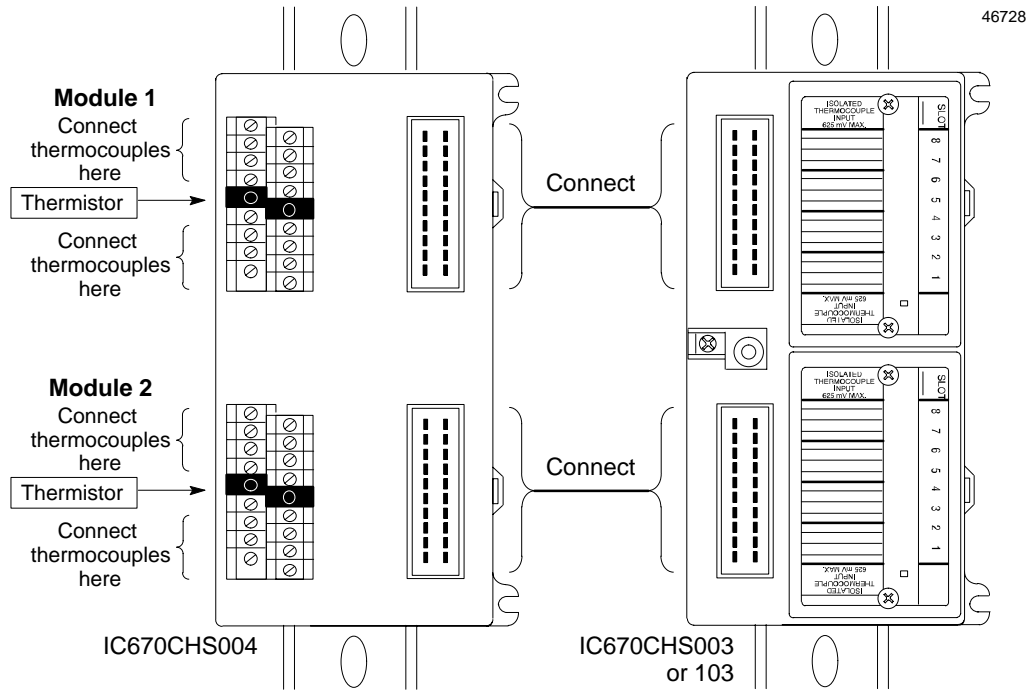 46728
Module 1
Connect
thermocouples
here
Thermistor
Connect
thermocouples
here
Connect
ISOLATED
THERMOCOUPLE
INPUT
625 mV MAX.
SLOT
8 7 6 5 4 3 2 1
ISOLATED
THERMOCOUPLE
INPUT
625 mV MAX.
Module 2
Connect
thermocouples
here
Thermistor
Connect
thermocouples
here
Connect
ISOLATED
THERMOCOUPLE
INPUT
625 mV MAX.
SLOT
8 7 6 5 4 3 2 1
ISOLATED
THERMOCOUPLE
INPUT
625 mV MAX.
IC670CHS004
IC670CHS003
or 103